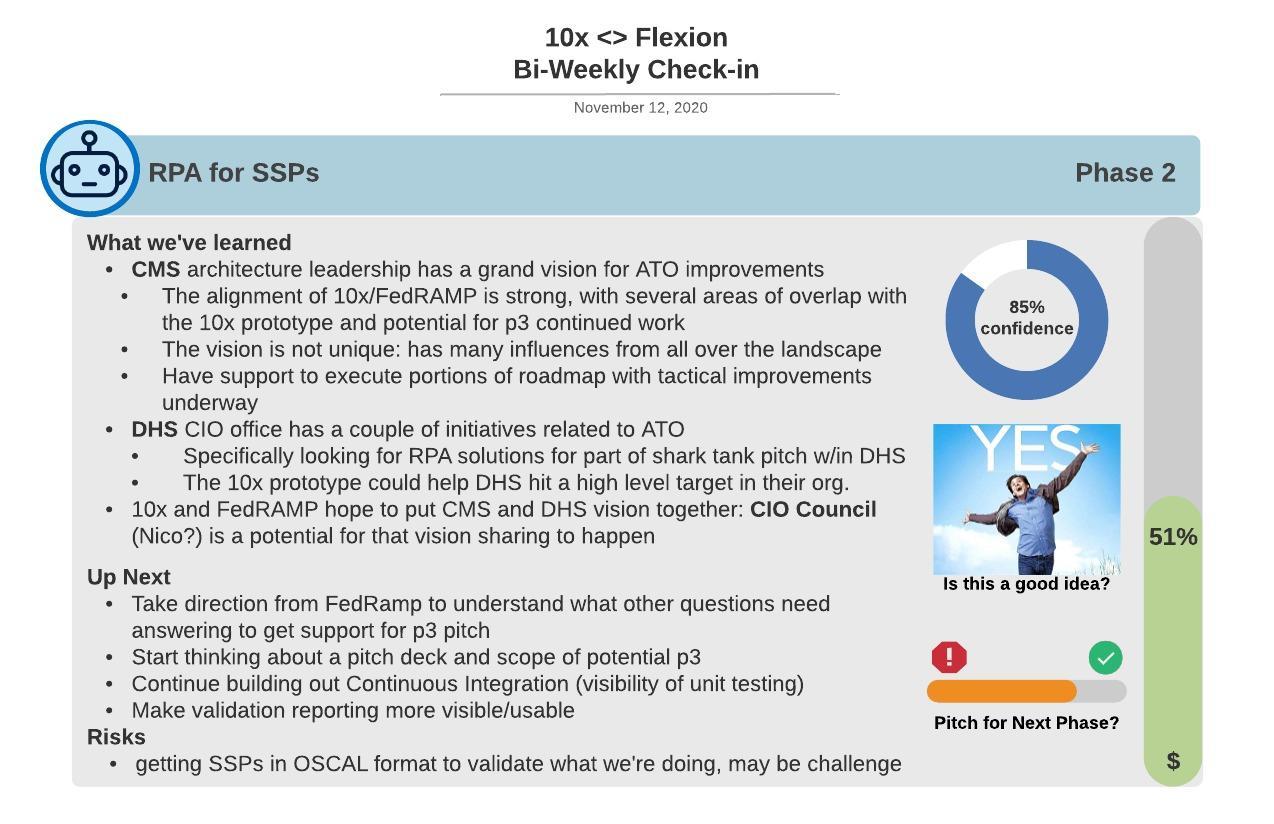 10x <> Flexion
Bi-Weekly Check-in
November 12, 2020
RPA for SSPs
Phase 2
What we've learned
• CMS architecture leadership has a grand vision for ATO improvements
• The alignment of 10x/FedRAMP is strong, with several areas of overlap with
the 10x prototype and potential for p3 continued work
• The vision is not unique: has many influences from all over the landscape
• Have support to execute portions of roadmap with tactical improvements
underway
• DHS CIO office has a couple of initiatives related to ATO
• Specifically looking for RPA solutions for part of shark tank pitch w/in DHS
• The 10x prototype could help DHS hit a high level target in their org.
• 10x and FedRAMP hope to put CMS and DHS vision together: CIO Council
(Nico?) is a potential for that vision sharing to happen
Up Next
• Take direction from FedRamp to understand what other questions need
answering to get support for p3 pitch
• Start thinking about a pitch deck and scope of potential p3
• Continue building out Continuous Integration (visibility of unit testing)
• Make validation reporting more visible/usable
Risks
• getting SSPs in OSCAL format to validate what we're doing, may be challenge
85%
confidence
YES
Is this a good idea?
!
Pitch for Next Phase?
51%
$